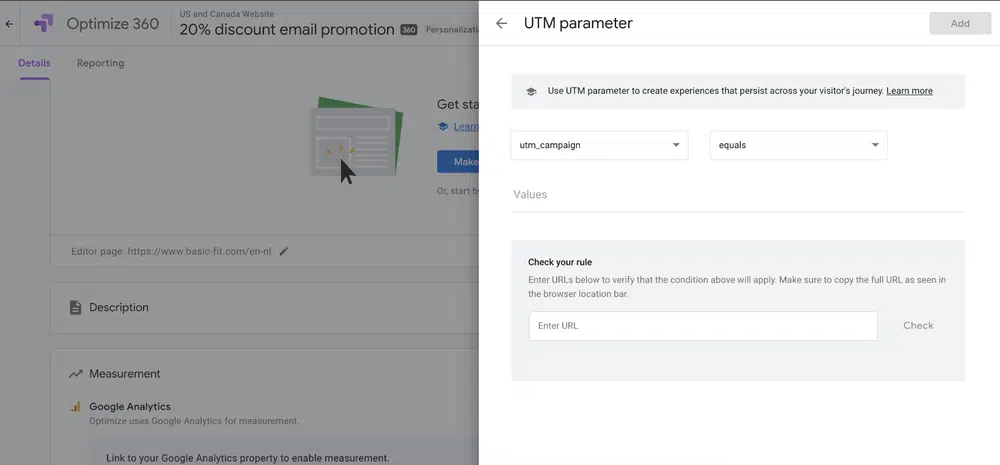 Optimize 360
US and Canada Website
20% discount email promotion 360
Details
Reporting
Learn
Make
Or, start by
Editor page: https://www.basic-fit.com/en-nl
Description
Measurement
Google Analytics
Optimize uses Google Analytics for measurement.
Link to your Google Analytics property to enable measurement.
UTM parameter
Add
Use UTM parameter to create experiences that persist across your visitor's journey. Learn more
utm_campaign
equals
Values
Check your rule
Enter URLs below to verify that the condition above will apply. Make sure to copy the full URL as seen in
the browser location bar.
Enter URL
Check